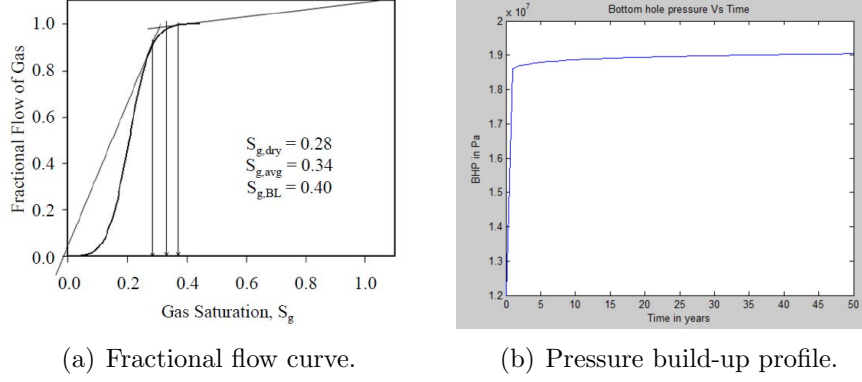 Fractional Flow of Gas
1.0
0.8
0.6
0.4
0.2
0.0
S_g,dry = 0.28
S_g,avg = 0.34
S_g,BL = 0.40
0.0 0.2 0.4 0.6 0.8 1.0
Gas Saturation, S_g
(a) Fractional flow curve.
Bottom hole pressure Vs Time
x 10^7
BHP in Pa
2
1.9
1.8
1.7
1.6
1.5
1.4
1.3
1.2
0 5 10 15 20 25 30 35 40 45 50
Time in years
(b) Pressure build-up profile.